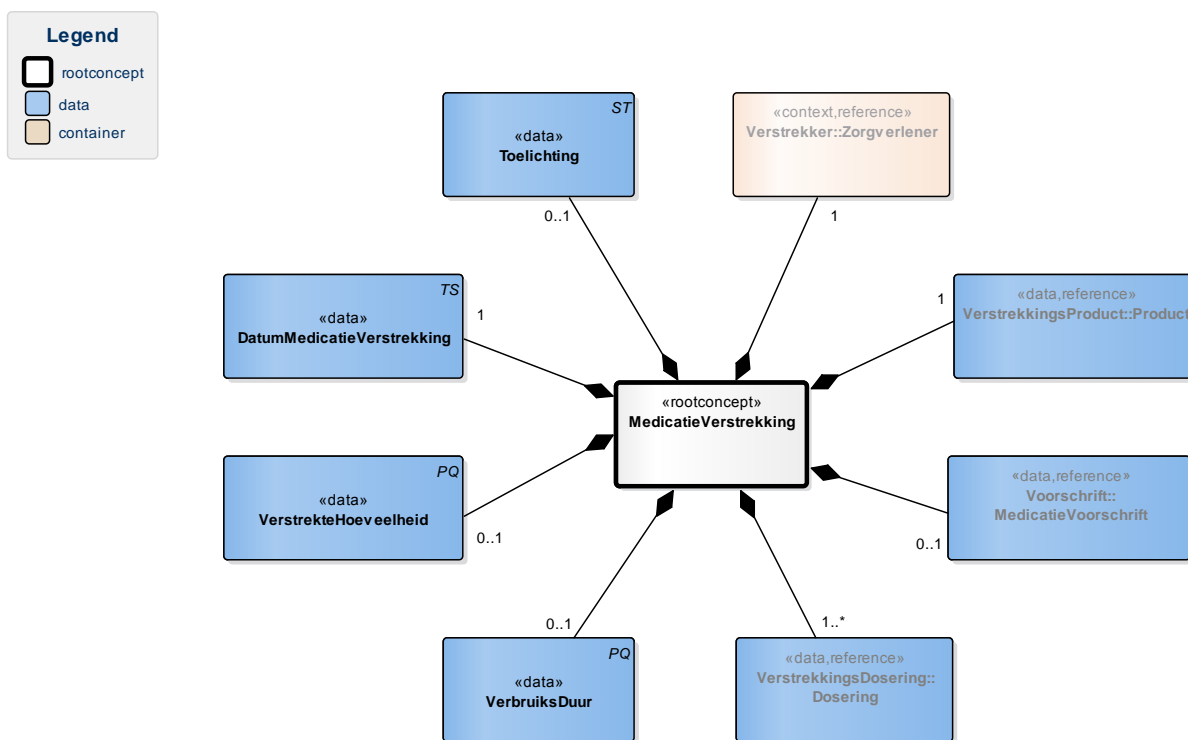 Legend
rootconcept
data
container
ST
«data»
Toelichting
0..1
«context,reference»
Verstrekker::Zorgverlener
1
TS
«data»
DatumMedicatieVerstrekking
1
«data,reference»
VerstrekkingsProduct::Product
1
«rootconcept»
MedicatieVerstrekking
PQ
«data»
VerstrekteHoeveelheid
0..1
«data,reference»
Voorschrift::
MedicatieVoorschrift
0..1
PQ
«data»
VerbruiksDuur
0..1
«data,reference»
VerstrekkingsDosering::
Dosering
1..*